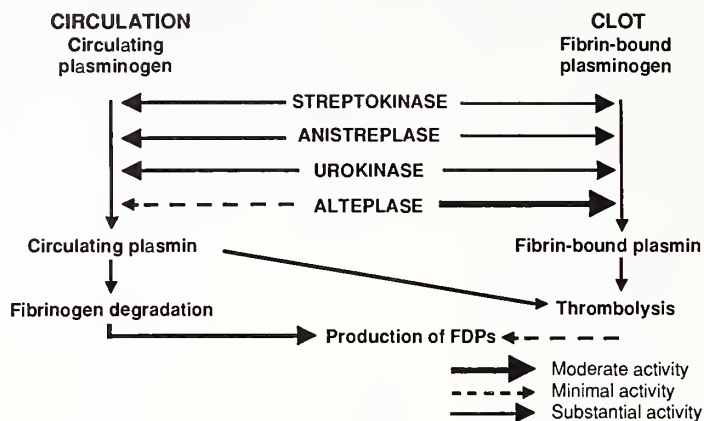 CIRCULATION
Circulating
plasminogen
CLOT
Fibrin-bound
plasminogen
STREPTOKINASE
ANISTREPLASE
UROKINASE
ALTEPLASE
Circulating plasmin
Fibrin-bound plasmin
Fibrinogen degradation
Thrombolysis
Production of FDPs
Moderate activity
Minimal activity
Substantial activity